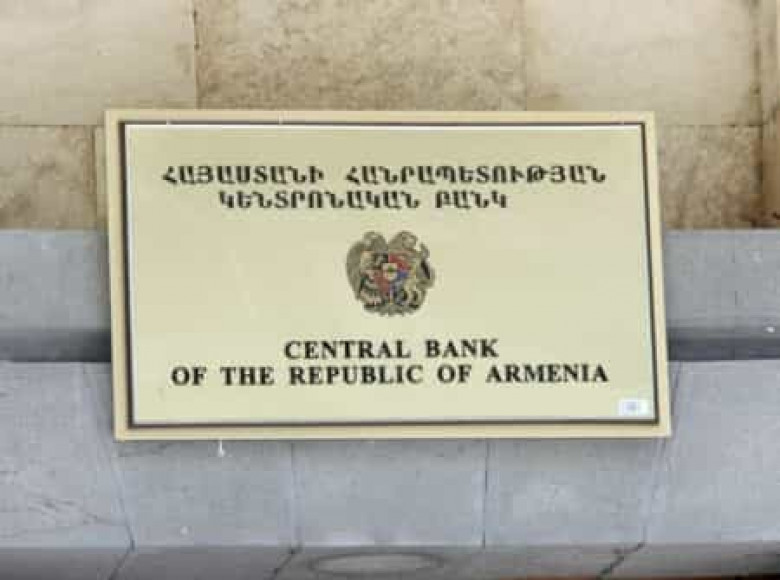 ՀԱՅԱՍՏԱՆԻ ՀԱՆՐԱՊԵՏՈՒԹՅԱՆ
ԿԵՆՏՐՈՆԱԿԱՆ ԲԱՆԿ
CENTRAL BANK
OF THE REPUBLIC OF ARMENIA